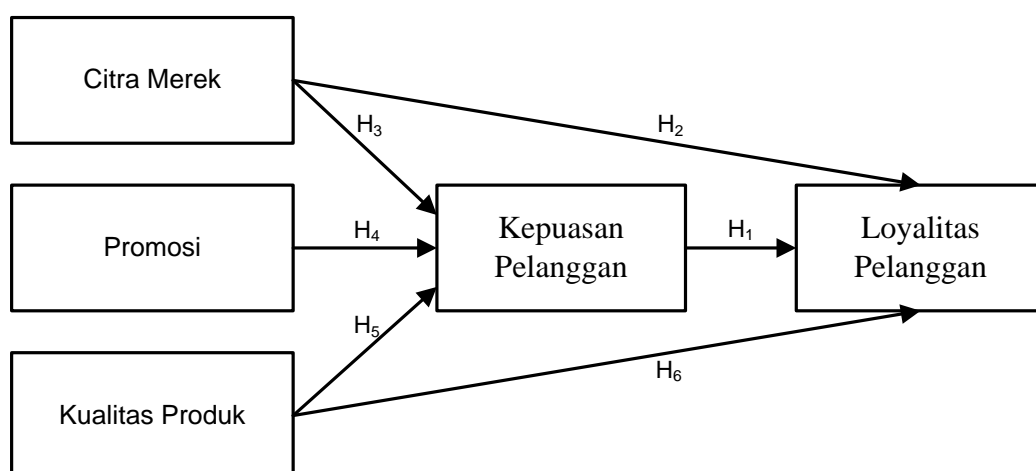 Citra Merek
H₃
H₂
Promosi
H₄
Kepuasan
Pelanggan
H₁
Loyalitas
Pelanggan
H₅
H₆
Kualitas Produk